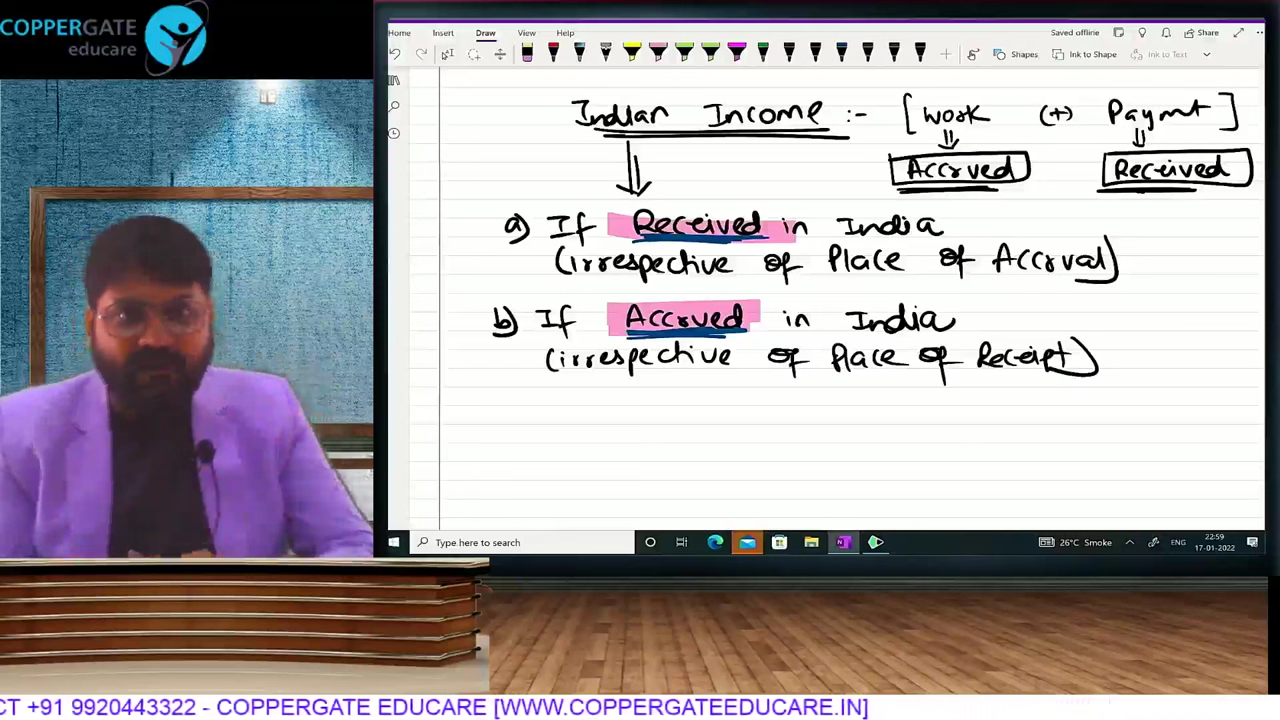 COPPERGATE
educare
Home Insert Draw View Help
Saved offline
Share
Shapes
Ink to Shape
Ink to Text
Indian Income :- [Work (+) Paymt]
Accrued Received
a) If Received in India
(irrespective of Place of Accrual)
b) If Accrued in India
(irrespective of Place of Receipt)
Type here to search
26°C Smoke
ENG
22:59
17-01-2022
CT +91 9920443322 - COPPERGATE EDUCARE [WWW.COPPERGATEEDUCARE.IN]